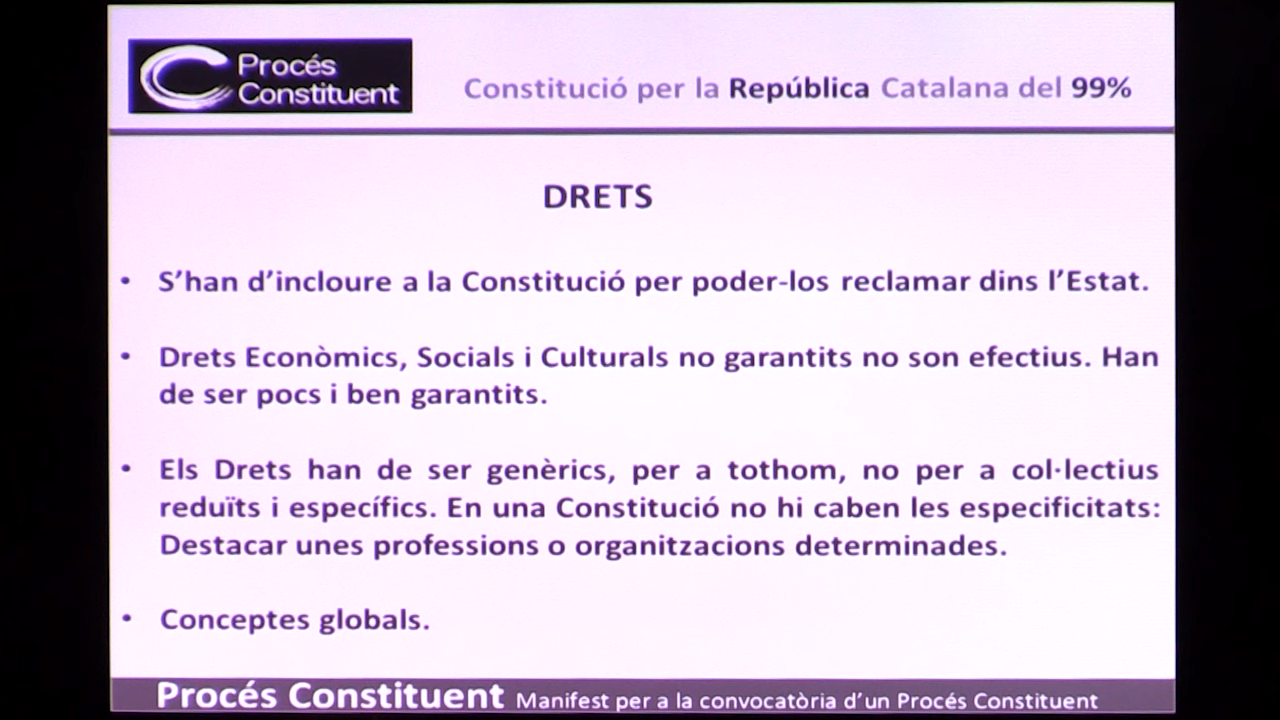 Procés
Constituent
Constitució per la República Catalana del 99%
DRETS
• S'han d'incloure a la Constitució per poder-los reclamar dins l'Estat.
• Drets Econòmics, Socials i Culturals no garantits no son efectius. Han
de ser pocs i ben garantits.
• Els Drets han de ser genèrics, per a tothom, no per a col·lectius
reduïts i específics. En una Constitució no hi caben les especificitats:
Destacar unes professions o organitzacions determinades.
• Conceptes globals.
Procés Constituent Manifest per a la convocatòria d'un Procés Constituent